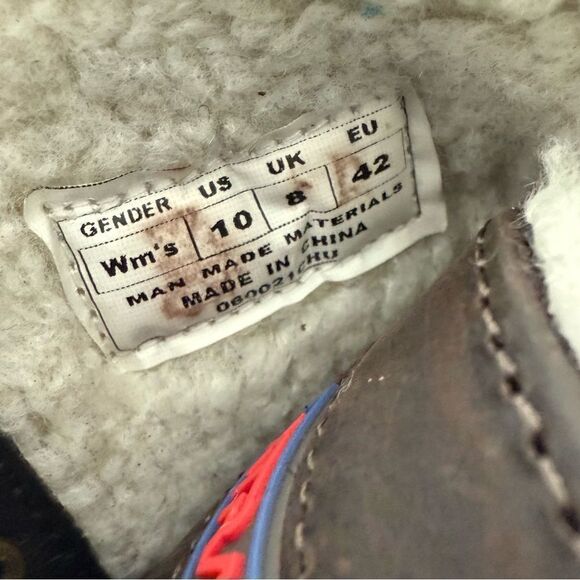 GENDER US UK EU
Wm's 10 8 42
MAN MADE MATERIALS
MADE IN CHINA